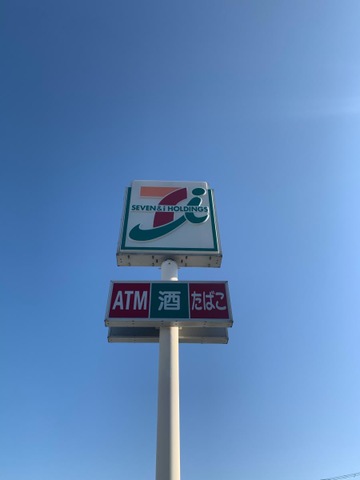 SEVEN & i HOLDINGS
ATM 酒 たばこ